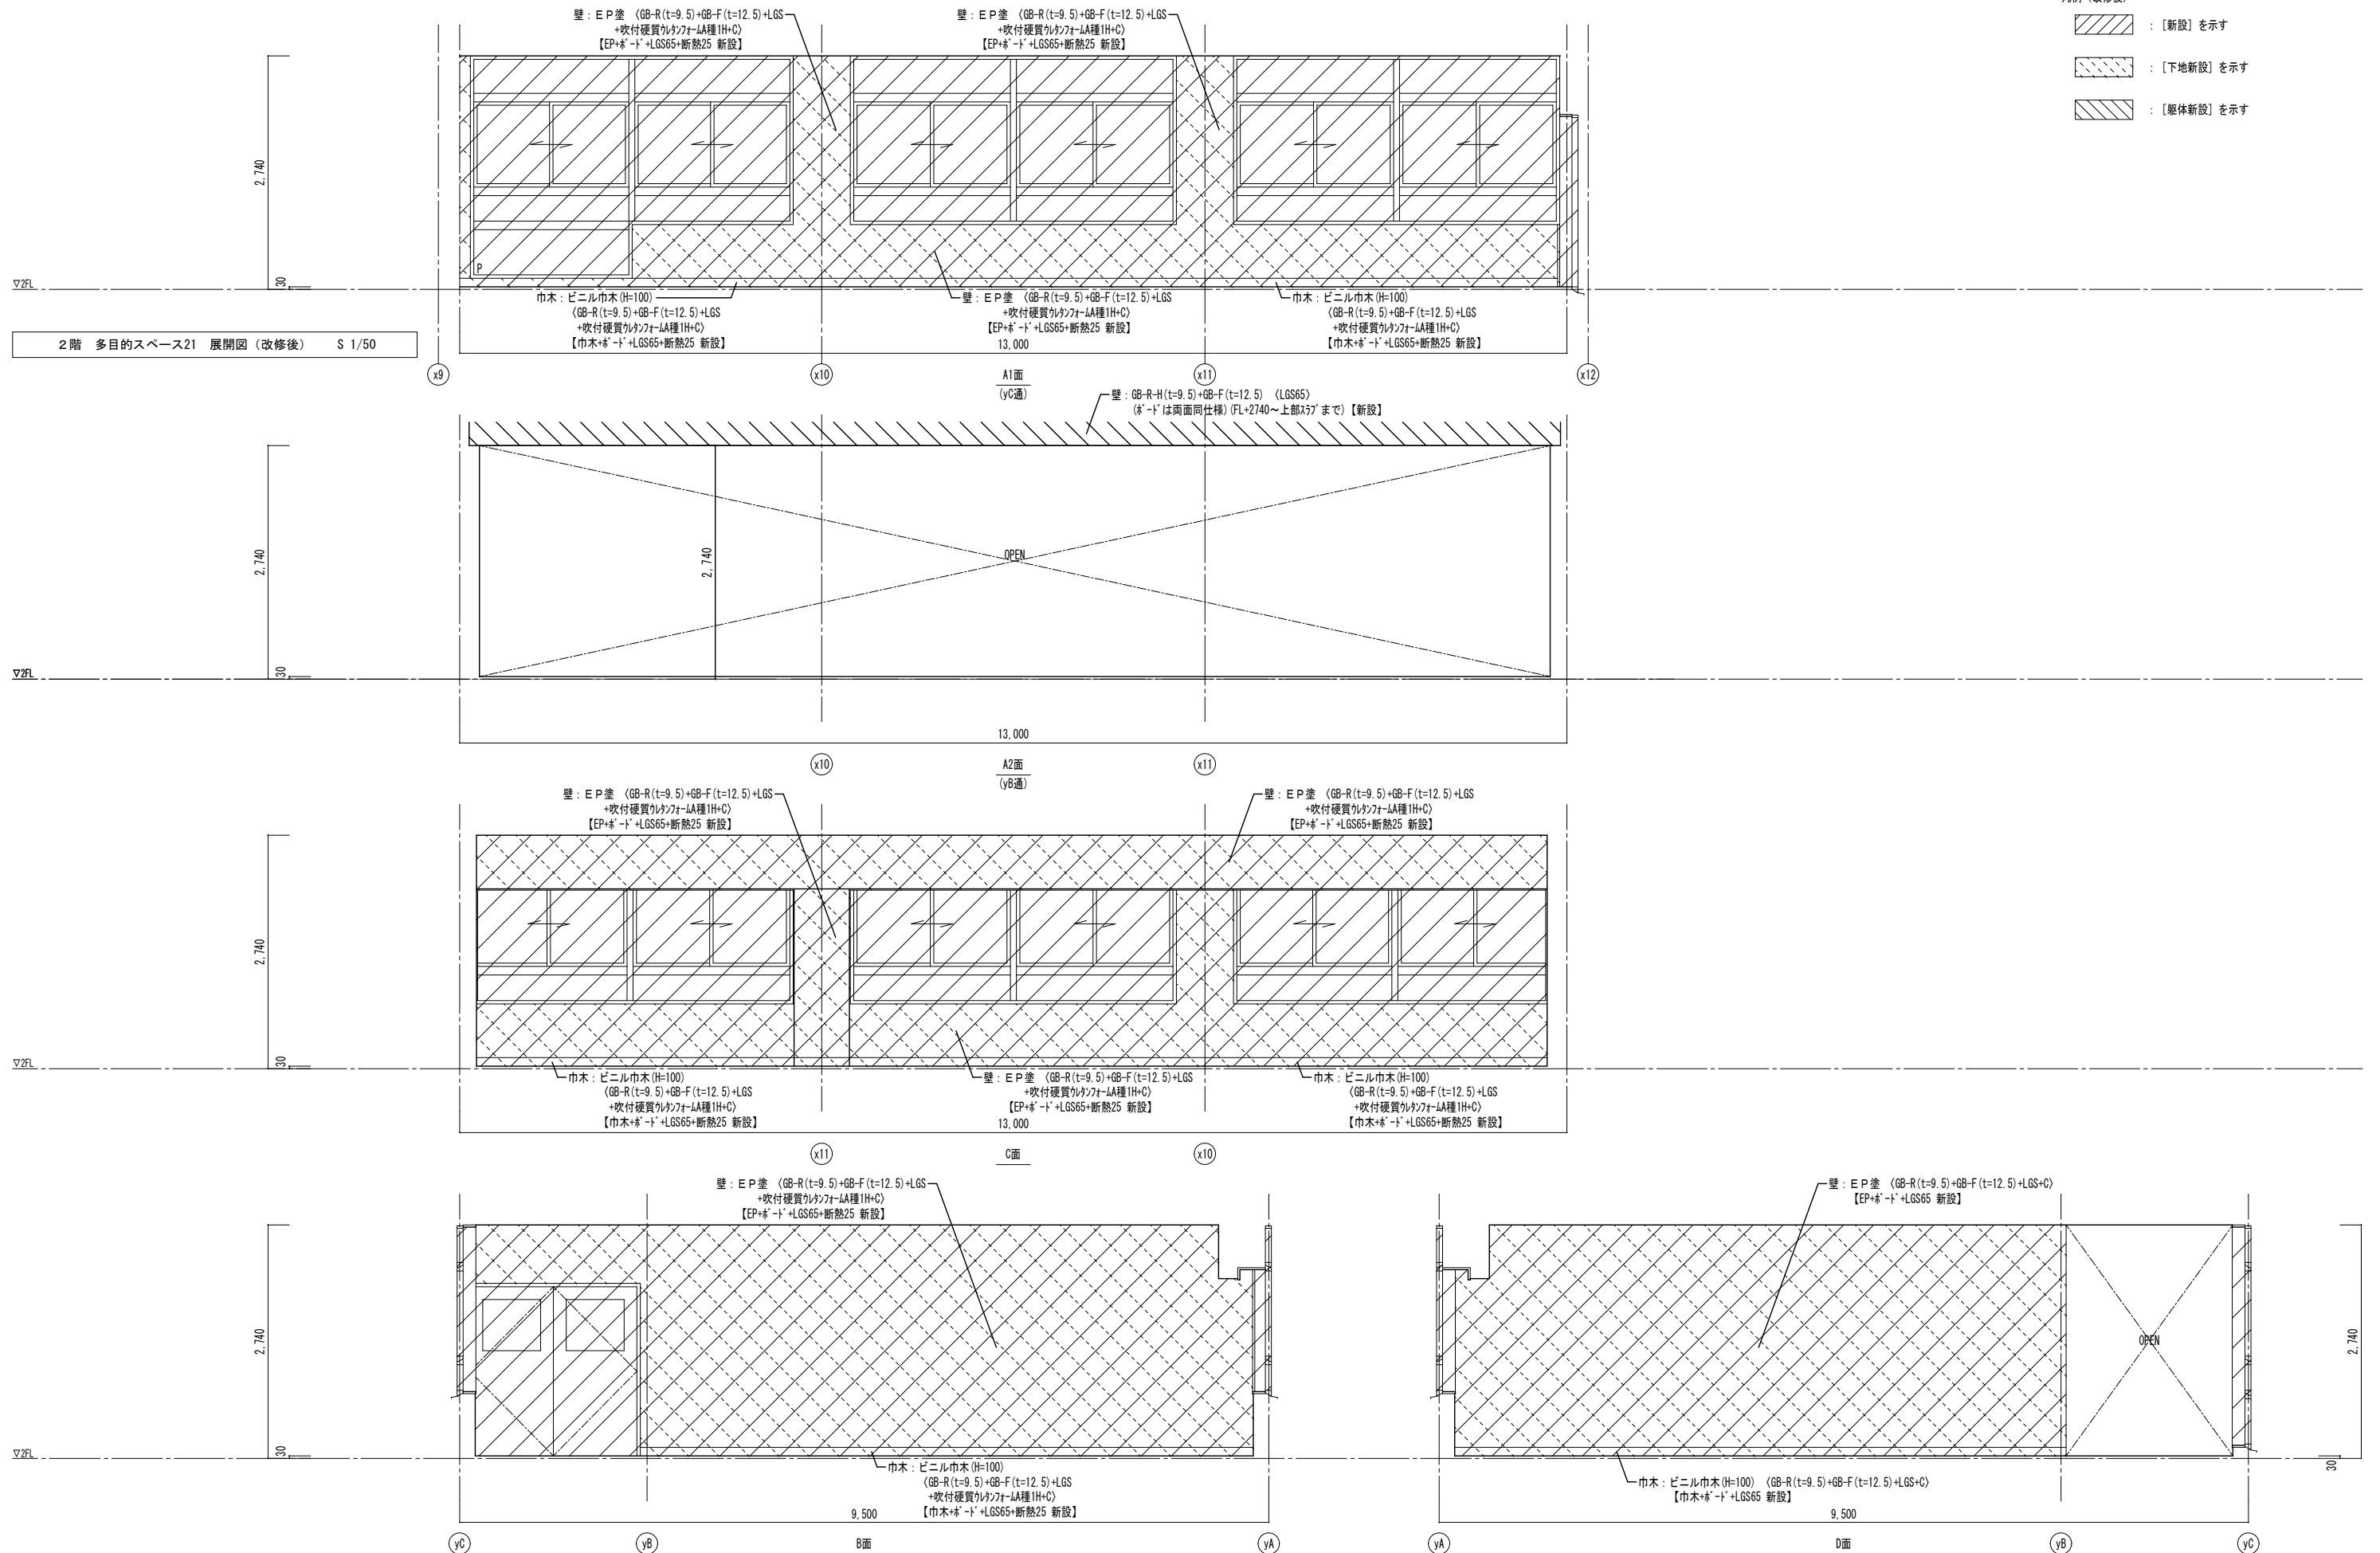 凡例（改修後）
：［新設］を示す
：［下地新設］を示す
：［躯体新設］を示す
壁：ＥＰ塗 〈GB-R(t=9.5)+GB-F(t=12.5)+LGS
+吹付硬質ｳﾚﾀﾝﾌｫｰﾑA種1H+C〉
【EP+ﾎﾞｰﾄﾞ+LGS65+断熱25 新設】
壁：ＥＰ塗 〈GB-R(t=9.5)+GB-F(t=12.5)+LGS
+吹付硬質ｳﾚﾀﾝﾌｫｰﾑA種1H+C〉
【EP+ﾎﾞｰﾄﾞ+LGS65+断熱25 新設】
2,740
P
30
▽2FL
巾木：ビニル巾木(H=100)
〈GB-R(t=9.5)+GB-F(t=12.5)+LGS
+吹付硬質ｳﾚﾀﾝﾌｫｰﾑA種1H+C〉
【巾木+ﾎﾞｰﾄﾞ+LGS65+断熱25 新設】
壁：ＥＰ塗 〈GB-R(t=9.5)+GB-F(t=12.5)+LGS
+吹付硬質ｳﾚﾀﾝﾌｫｰﾑA種1H+C〉
【EP+ﾎﾞｰﾄﾞ+LGS65+断熱25 新設】
巾木：ビニル巾木(H=100)
〈GB-R(t=9.5)+GB-F(t=12.5)+LGS
+吹付硬質ｳﾚﾀﾝﾌｫｰﾑA種1H+C〉
【巾木+ﾎﾞｰﾄﾞ+LGS65+断熱25 新設】
13,000
２階　多目的スペース21　展開図（改修後）　　S 1/50
x9
x10
A1面
(yC通)
x11
x12
壁：GB-R-H(t=9.5)+GB-F(t=12.5) 〈LGS65〉
(ﾎﾞｰﾄﾞは両面同仕様)(FL+2740～上部ｽﾗﾌﾞまで)【新設】
2,740
2,740
OPEN
30
▽2FL
13,000
x10
A2面
(yB通)
x11
壁：ＥＰ塗 〈GB-R(t=9.5)+GB-F(t=12.5)+LGS
+吹付硬質ｳﾚﾀﾝﾌｫｰﾑA種1H+C〉
【EP+ﾎﾞｰﾄﾞ+LGS65+断熱25 新設】
壁：ＥＰ塗 〈GB-R(t=9.5)+GB-F(t=12.5)+LGS
+吹付硬質ｳﾚﾀﾝﾌｫｰﾑA種1H+C〉
【EP+ﾎﾞｰﾄﾞ+LGS65+断熱25 新設】
2,740
30
▽2FL
巾木：ビニル巾木(H=100)
〈GB-R(t=9.5)+GB-F(t=12.5)+LGS
+吹付硬質ｳﾚﾀﾝﾌｫｰﾑA種1H+C〉
【巾木+ﾎﾞｰﾄﾞ+LGS65+断熱25 新設】
壁：ＥＰ塗 〈GB-R(t=9.5)+GB-F(t=12.5)+LGS
+吹付硬質ｳﾚﾀﾝﾌｫｰﾑA種1H+C〉
【EP+ﾎﾞｰﾄﾞ+LGS65+断熱25 新設】
巾木：ビニル巾木(H=100)
〈GB-R(t=9.5)+GB-F(t=12.5)+LGS
+吹付硬質ｳﾚﾀﾝﾌｫｰﾑA種1H+C〉
【巾木+ﾎﾞｰﾄﾞ+LGS65+断熱25 新設】
13,000
x11
C面
x10
壁：ＥＰ塗 〈GB-R(t=9.5)+GB-F(t=12.5)+LGS
+吹付硬質ｳﾚﾀﾝﾌｫｰﾑA種1H+C〉
【EP+ﾎﾞｰﾄﾞ+LGS65+断熱25 新設】
2,740
30
▽2FL
巾木：ビニル巾木(H=100)
〈GB-R(t=9.5)+GB-F(t=12.5)+LGS
+吹付硬質ｳﾚﾀﾝﾌｫｰﾑA種1H+C〉
【巾木+ﾎﾞｰﾄﾞ+LGS65+断熱25 新設】
9,500
yC
yB
B面
yA
壁：ＥＰ塗 〈GB-R(t=9.5)+GB-F(t=12.5)+LGS+C〉
【EP+ﾎﾞｰﾄﾞ+LGS65 新設】
OPEN
2,740
30
巾木：ビニル巾木(H=100) 〈GB-R(t=9.5)+GB-F(t=12.5)+LGS+C〉
【巾木+ﾎﾞｰﾄﾞ+LGS65 新設】
9,500
yA
D面
yB
yC